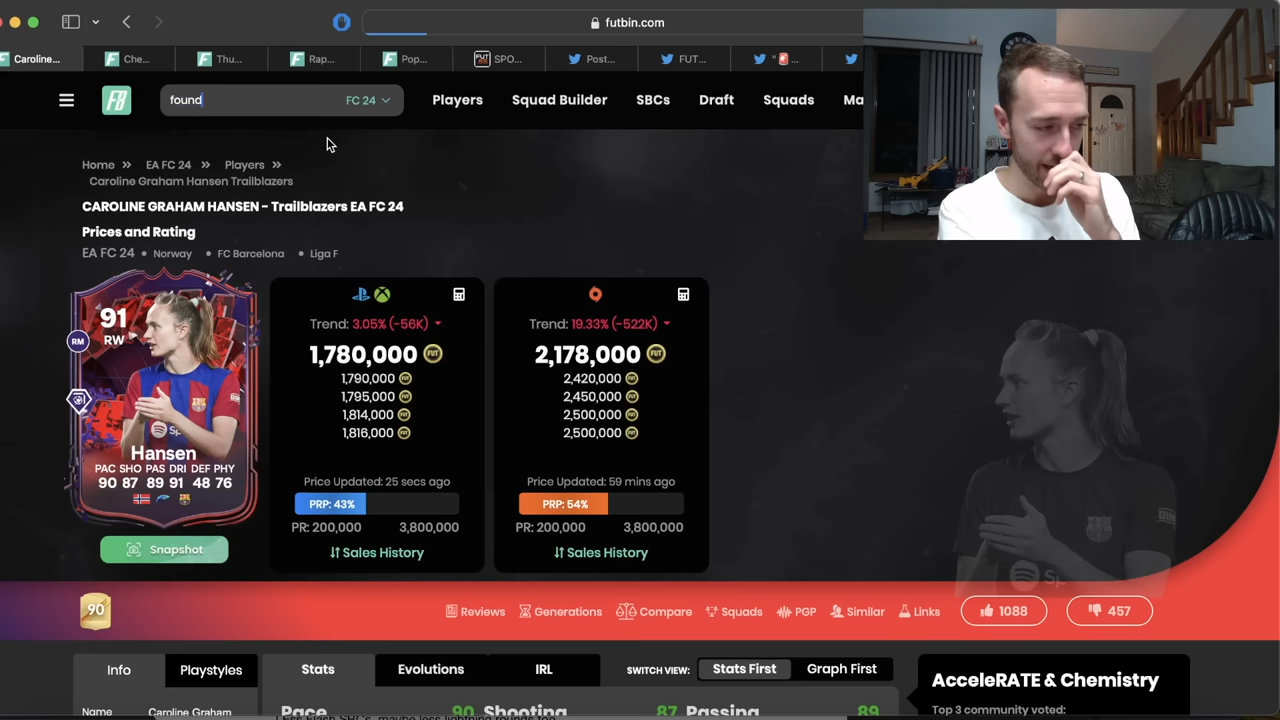 futbin.com
Caroline...
Che...
Thu...
Rap...
Pop...
SPO...
Post...
FUT...
" 🚨 ...
found
FC 24
Players
Squad Builder
SBCs
Draft
Squads
Ma
Home » EA FC 24 » Players »
Caroline Graham Hansen Trailblazers
CAROLINE GRAHAM HANSEN - Trailblazers EA FC 24
Prices and Rating
EA FC 24 • Norway • FC Barcelona • Liga F
91
RW
RM
Hansen
PAC SHO PAS DRI DEF PHY
90 87 89 91 48 76
Snapshot
Trend: 3.05% (-56K)
1,780,000
1,790,000
1,795,000
1,814,000
1,816,000
Price Updated: 25 secs ago
PRP: 43%
PR: 200,000 3,800,000
Sales History
Trend: 19.33% (-522K)
2,178,000
2,420,000
2,450,000
2,500,000
2,500,000
Price Updated: 59 mins ago
PRP: 54%
PR: 200,000 3,800,000
Sales History
90
Reviews
Generations
Compare
Squads
PGP
Similar
Links
1088
457
Info
Playstyles
Stats
Evolutions
IRL
SWITCH VIEW:
Stats First
Graph First
AcceleRATE & Chemistry
Top 3 community voted:
Name Caroline Graham
Pace 90 Shooting 87 Passing 89